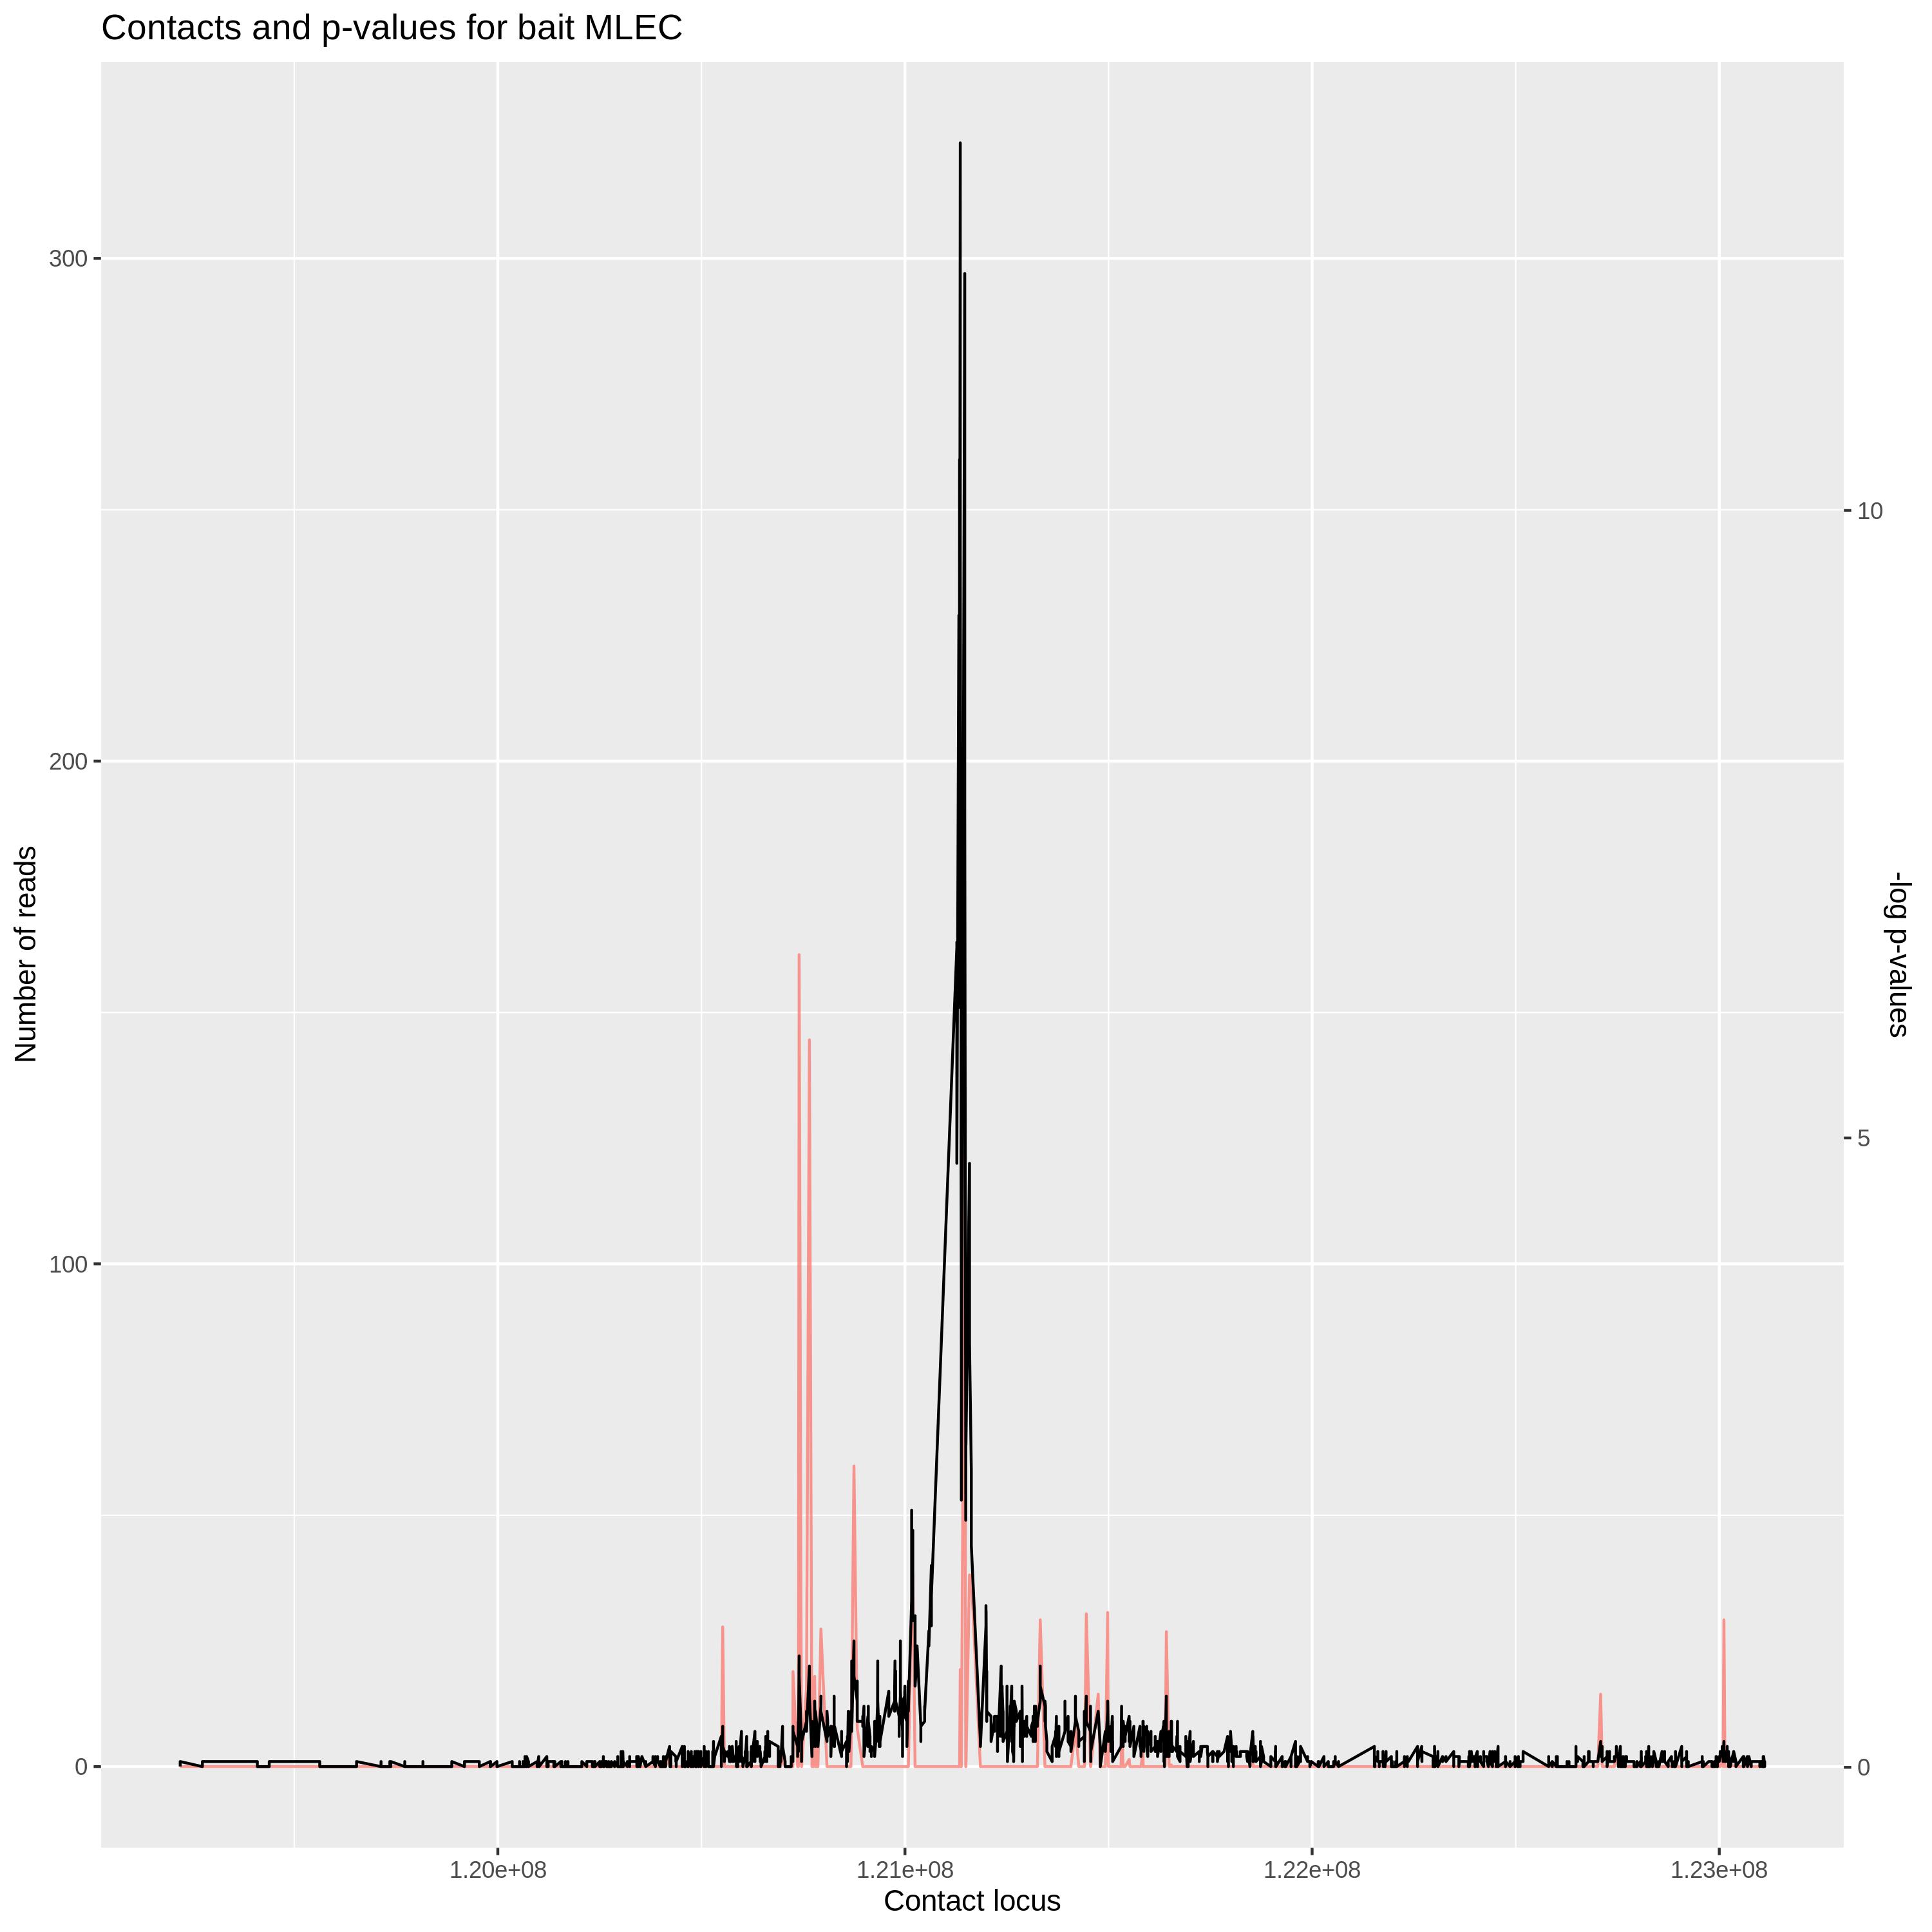 Contacts and p-values for bait MLEC
300
200
100
0
Number of reads
10
5
0
-log p-values
1.20e+08
1.21e+08
1.22e+08
1.23e+08
Contact locus